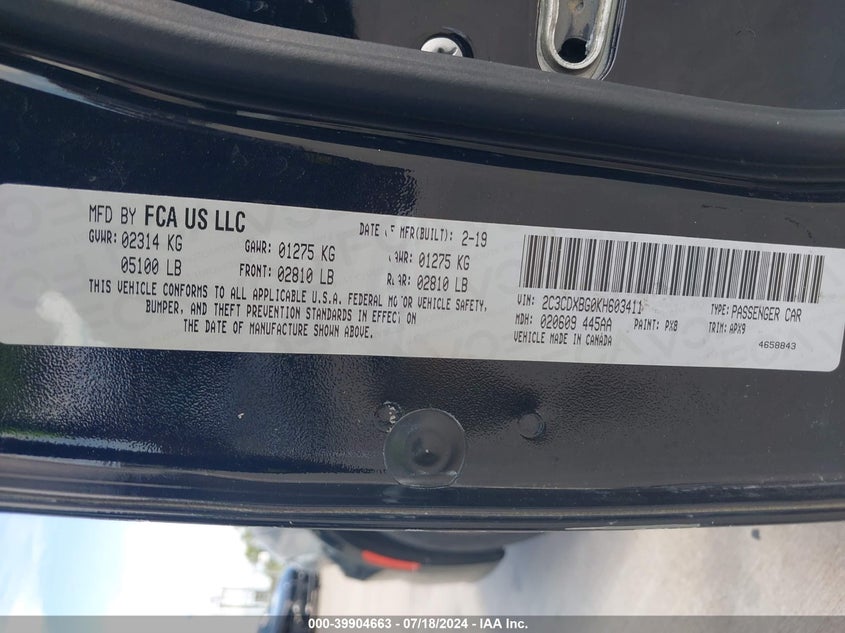 MFD BY FCA US LLC
DATE OF MFR(BUILT): 2-19
GVWR: 02314 KG
GAWR: 01275 KG
GAWR: 01275 KG
05100 LB
FRONT: 02810 LB
REAR: 02810 LB
THIS VEHICLE CONFORMS TO ALL APPLICABLE U.S.A. FEDERAL MOTOR VEHICLE SAFETY,
BUMPER, AND THEFT PREVENTION STANDARDS IN EFFECT ON
THE DATE OF MANUFACTURE SHOWN ABOVE.
VIN: 2C3CDXBG0KH603411
TYPE: PASSENGER CAR
MDH: 020609 445AA
PAINT: PX8
TRIM: APX9
VEHICLE MADE IN CANADA
4658843
000-39904663 - 07/18/2024 - IAA Inc.